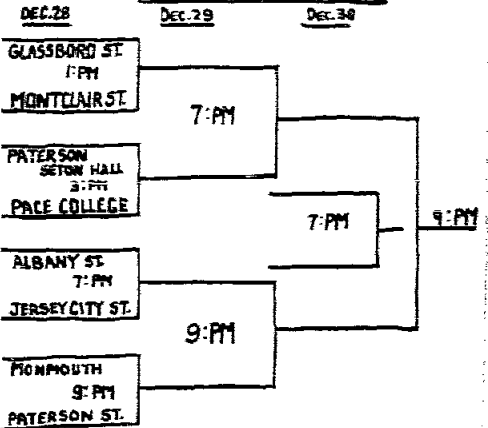 DEC.28 DEC.29 DEC.30
GLASSBORO ST.
1:PM
MONTCLAIR ST.
7:PM
PATERSON
SETON HALL
3:PM
PACE COLLEGE
7:PM
9:PM
ALBANY ST.
7:PM
JERSEY CITY ST.
9:PM
MONMOUTH
9:PM
PATERSON ST.